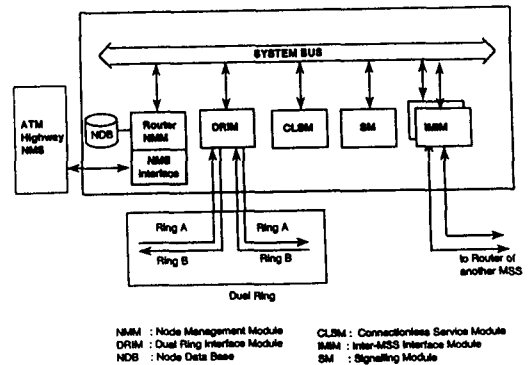 SYSTEM BUS
ATM
Highway
NMS
NDB
Router
NMM
NMS
Interface
DRIM
CLSM
SM
IMIM
Ring A
Ring B
Ring A
Ring B
to Router of
another MSS
Dual Ring
NMM : Node Management Module
DRIM : Dual Ring Interface Module
NDB : Node Data Base
CLSM : Connectionless Service Module
IMIM : Inter-MSS Interface Module
SM : Signalling Module